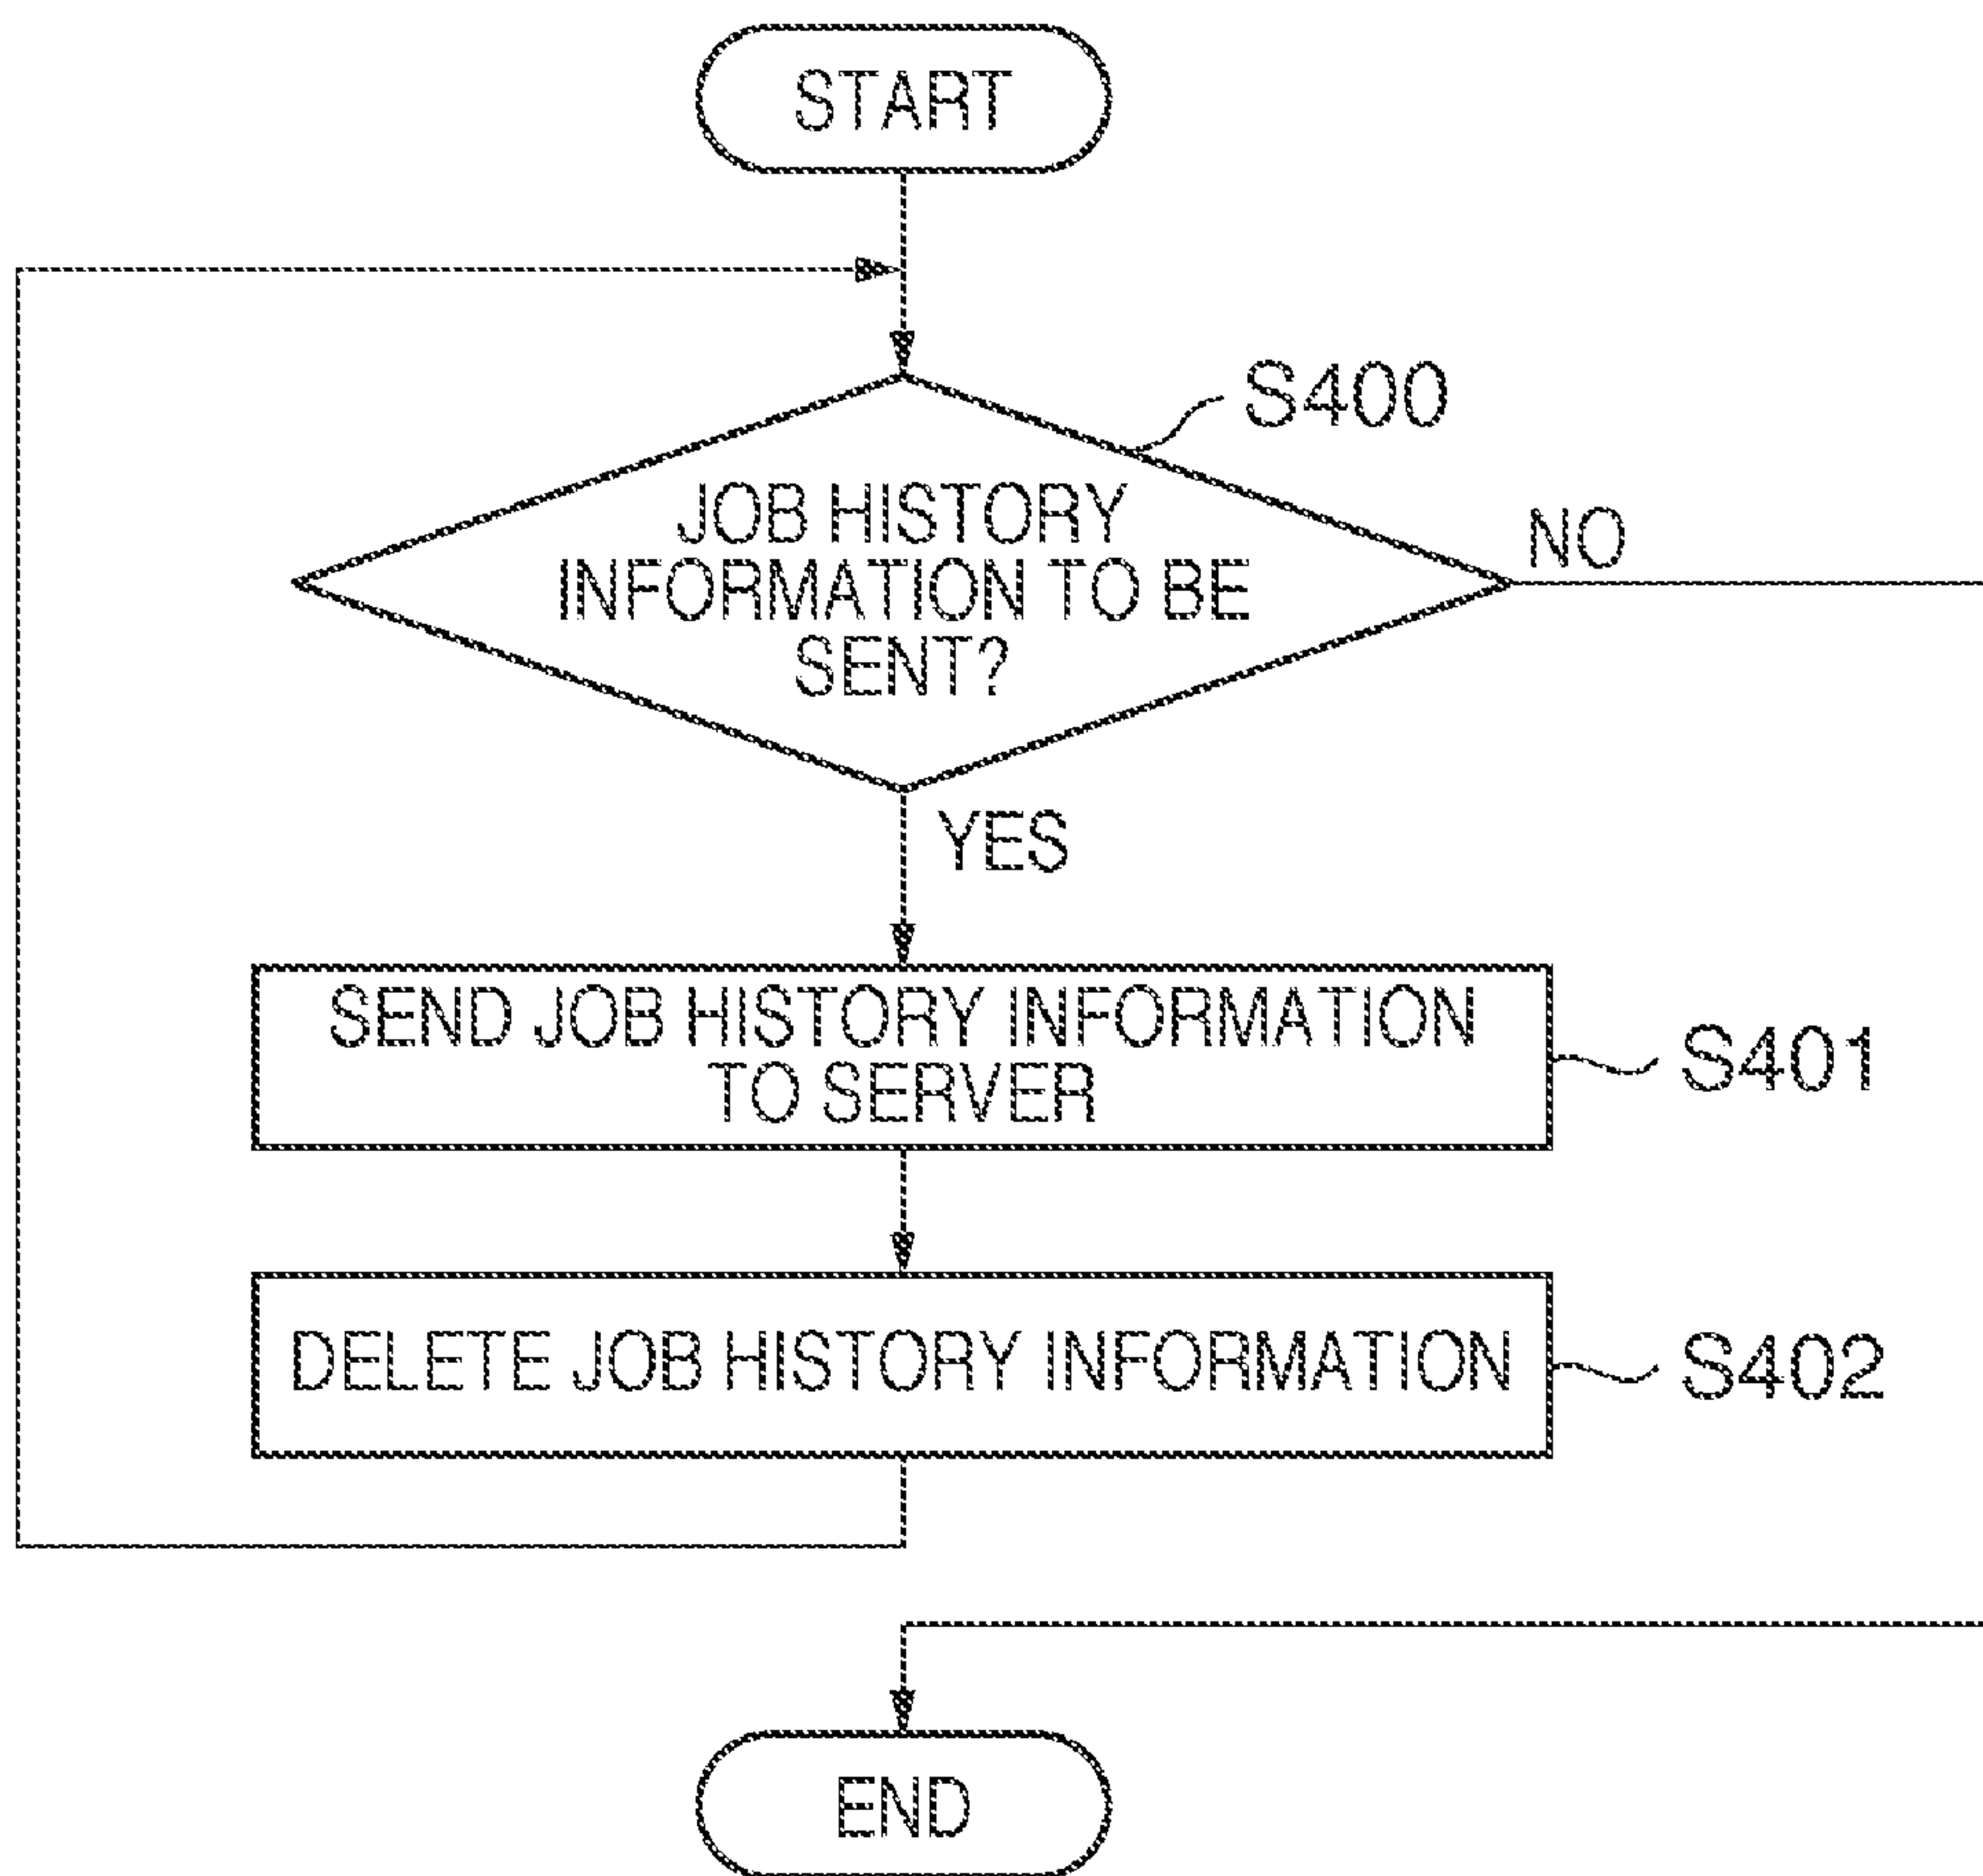 START
S400
JOB HISTORY
INFORMATION TO BE
SENT?
NO
YES
SEND JOB HISTORY INFORMATION
TO SERVER
S401
DELETE JOB HISTORY INFORMATION
S402
END